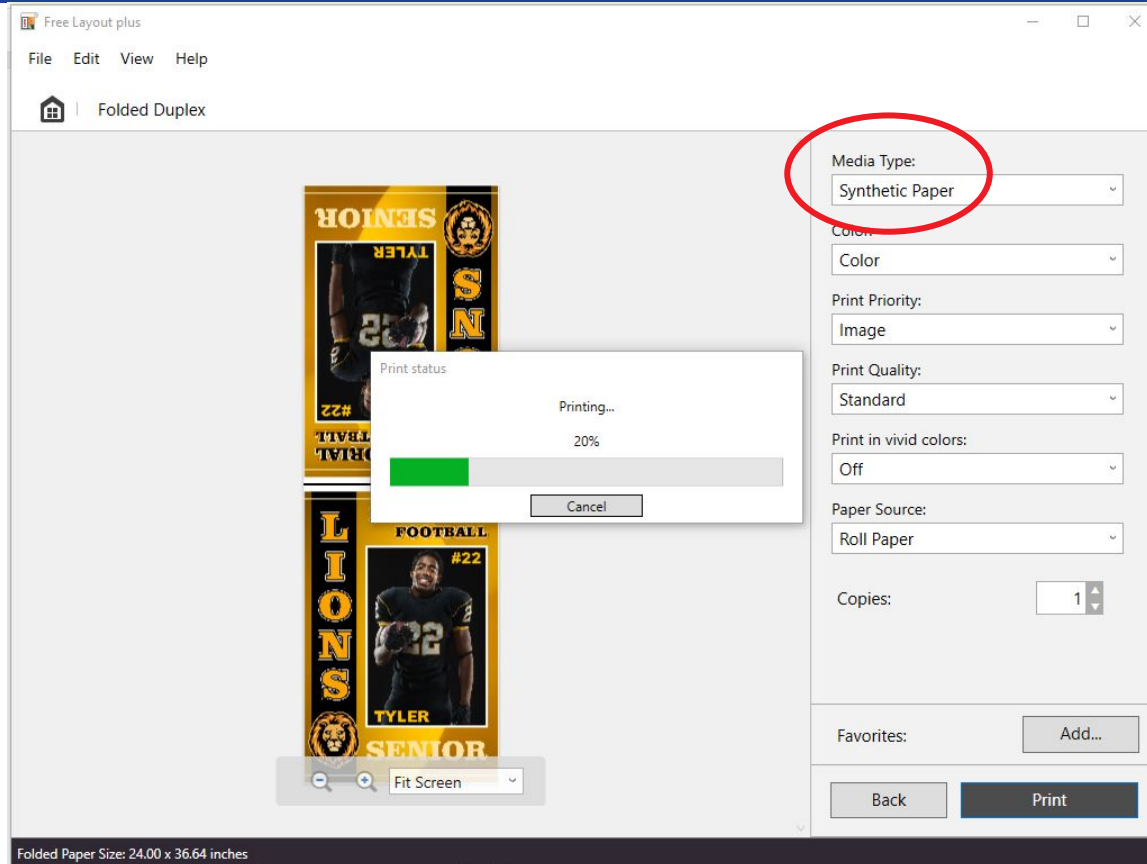 Free Layout plus
File Edit View Help
Folded Duplex
Media Type:
Synthetic Paper
Color:
Color
Print Priority:
Image
Print Quality:
Standard
Print in vivid colors:
Off
Paper Source:
Roll Paper
Copies: 1
Favorites: Add...
Back Print
SENIOR
TYLER
S
N
22
#22
Print status
Printing...
20%
Cancel
LIONS
FOOTBALL
#22
22
TYLER
SENIOR
Fit Screen
Folded Paper Size: 24.00 x 36.64 inches